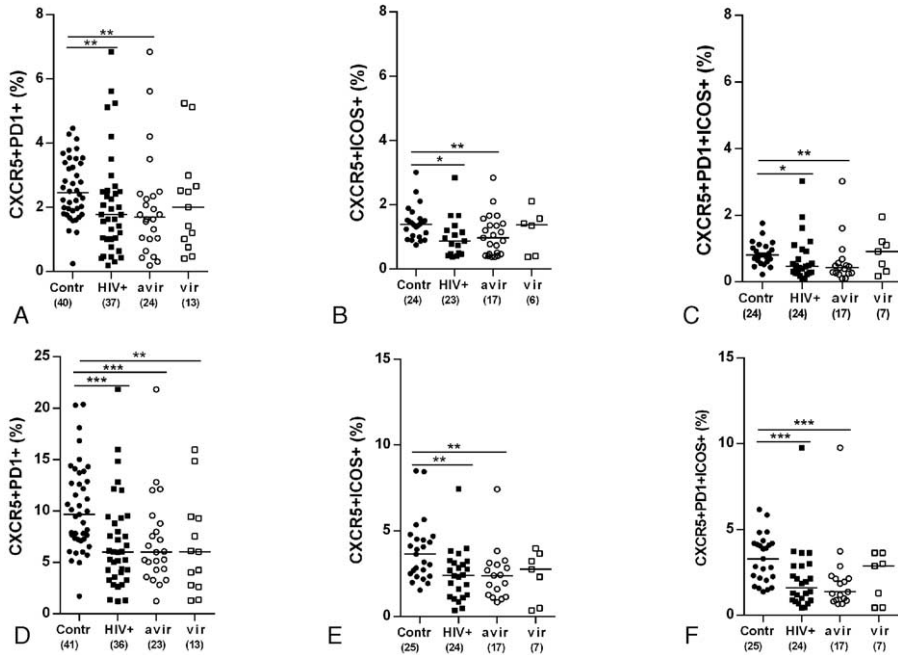 8
6
4
2
0
CXCR5+PD1+ (%)
**
**
Contr HIV+ avir vir
(40) (37) (24) (13)
A
8
6
4
2
0
CXCR5+ICOS+ (%)
**
*
Contr HIV+ avir vir
(24) (23) (17) (6)
B
8
6
4
2
0
CXCR5+PD1+ICOS+ (%)
**
*
Contr HIV+ avir vir
(24) (24) (17) (7)
C
25
20
15
10
5
0
CXCR5+PD1+ (%)
**
***
***
Contr HIV+ avir vir
(41) (36) (23) (13)
D
15
10
5
0
CXCR5+ICOS+ (%)
**
**
Contr HIV+ avir vir
(25) (24) (17) (7)
E
15
10
5
0
CXCR5+PD1+ICOS+ (%)
***
***
Contr HIV+ avir vir
(25) (24) (17) (7)
F